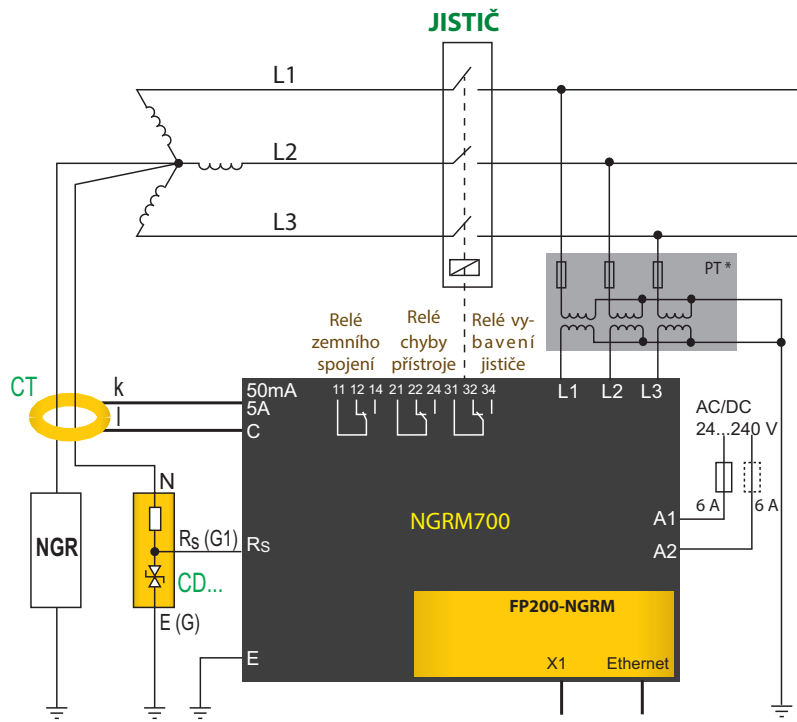 JISTIČ
L1
L2
L3
PT *
Relé
zemního
spojení
Relé
chyby
přístroje
Relé vy-
bavení
jističe
CT
k
l
50mA
5A
C
11 12 14 21 22 24 31 32 34
L1 L2 L3
AC/DC
24...240 V
6 A
6 A
N
NGR
RS (G1)
RS
CD...
E (G)
E
NGRM700
A1
A2
FP200-NGRM
X1
Ethernet